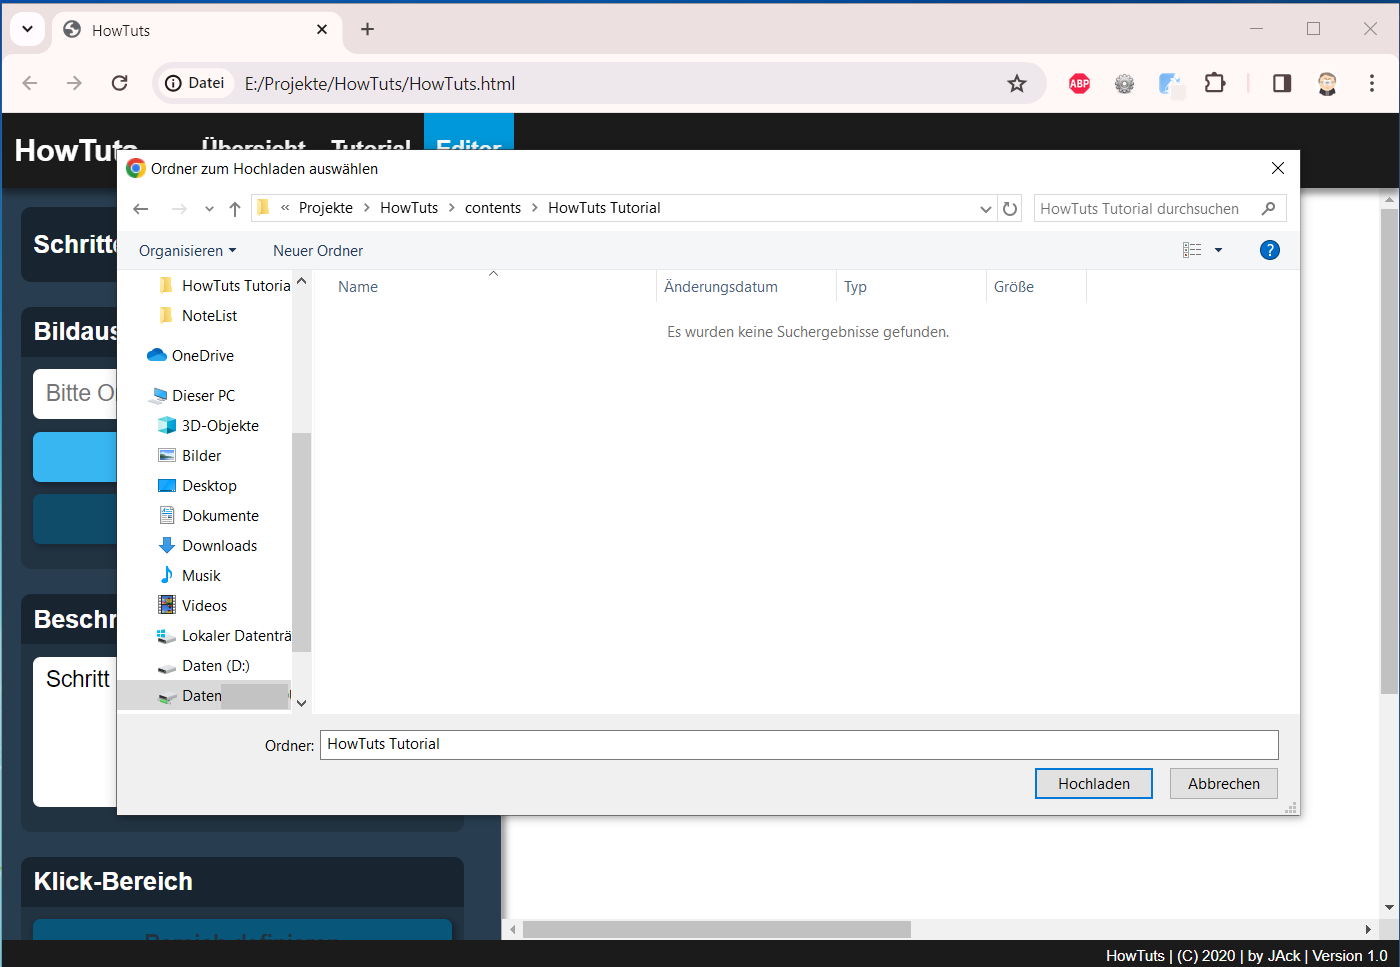 HowTuts
Datei
E:/Projekte/HowTuts/HowTuts.html
ABP
HowTuts Übersicht Tutorial Editor
Ordner zum Hochladen auswählen
« Projekte > HowTuts > contents > HowTuts Tutorial
HowTuts Tutorial durchsuchen
Organisieren
Neuer Ordner
?
HowTuts Tutoria
NoteList
OneDrive
Dieser PC
3D-Objekte
Bilder
Desktop
Dokumente
Downloads
Musik
Videos
Lokaler Datenträ
Daten (D:)
Daten
Name Änderungsdatum Typ Größe
Es wurden keine Suchergebnisse gefunden.
Ordner: HowTuts Tutorial
Hochladen
Abbrechen
Schritte
Bildaus
Bitte O
Beschr
Schritt
Klick-Bereich
Bereich definieren
HowTuts | (C) 2020 | by JAck | Version 1.0